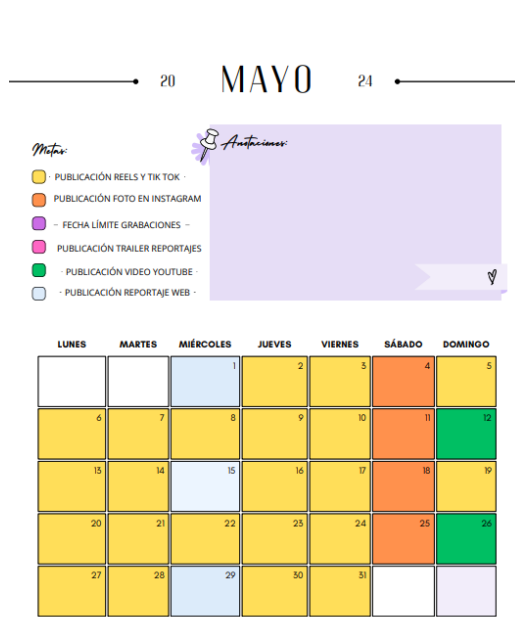 20 MAYO 24
Metas:
Anotaciones:
· PUBLICACIÓN REELS Y TIK TOK ·
PUBLICACIÓN FOTO EN INSTAGRAM
– FECHA LÍMITE GRABACIONES –
PUBLICACIÓN TRAILER REPORTAJES
· PUBLICACIÓN VIDEO YOUTUBE ·
· PUBLICACIÓN REPORTAJE WEB ·
LUNES MARTES MIÉRCOLES JUEVES VIERNES SÁBADO DOMINGO
1 2 3 4 5
6 7 8 9 10 11 12
13 14 15 16 17 18 19
20 21 22 23 24 25 26
27 28 29 30 31